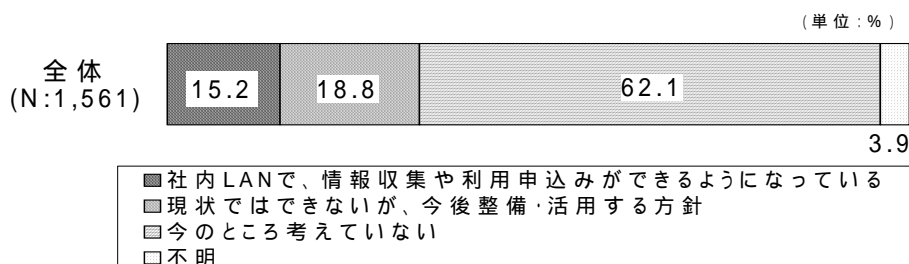 (単位:%)
全体
(N:1,561)
15.2
18.8
62.1
3.9
社内LANで、情報収集や利用申込みができるようになっている
現状ではできないが、今後整備・活用する方針
今のところ考えていない
不明